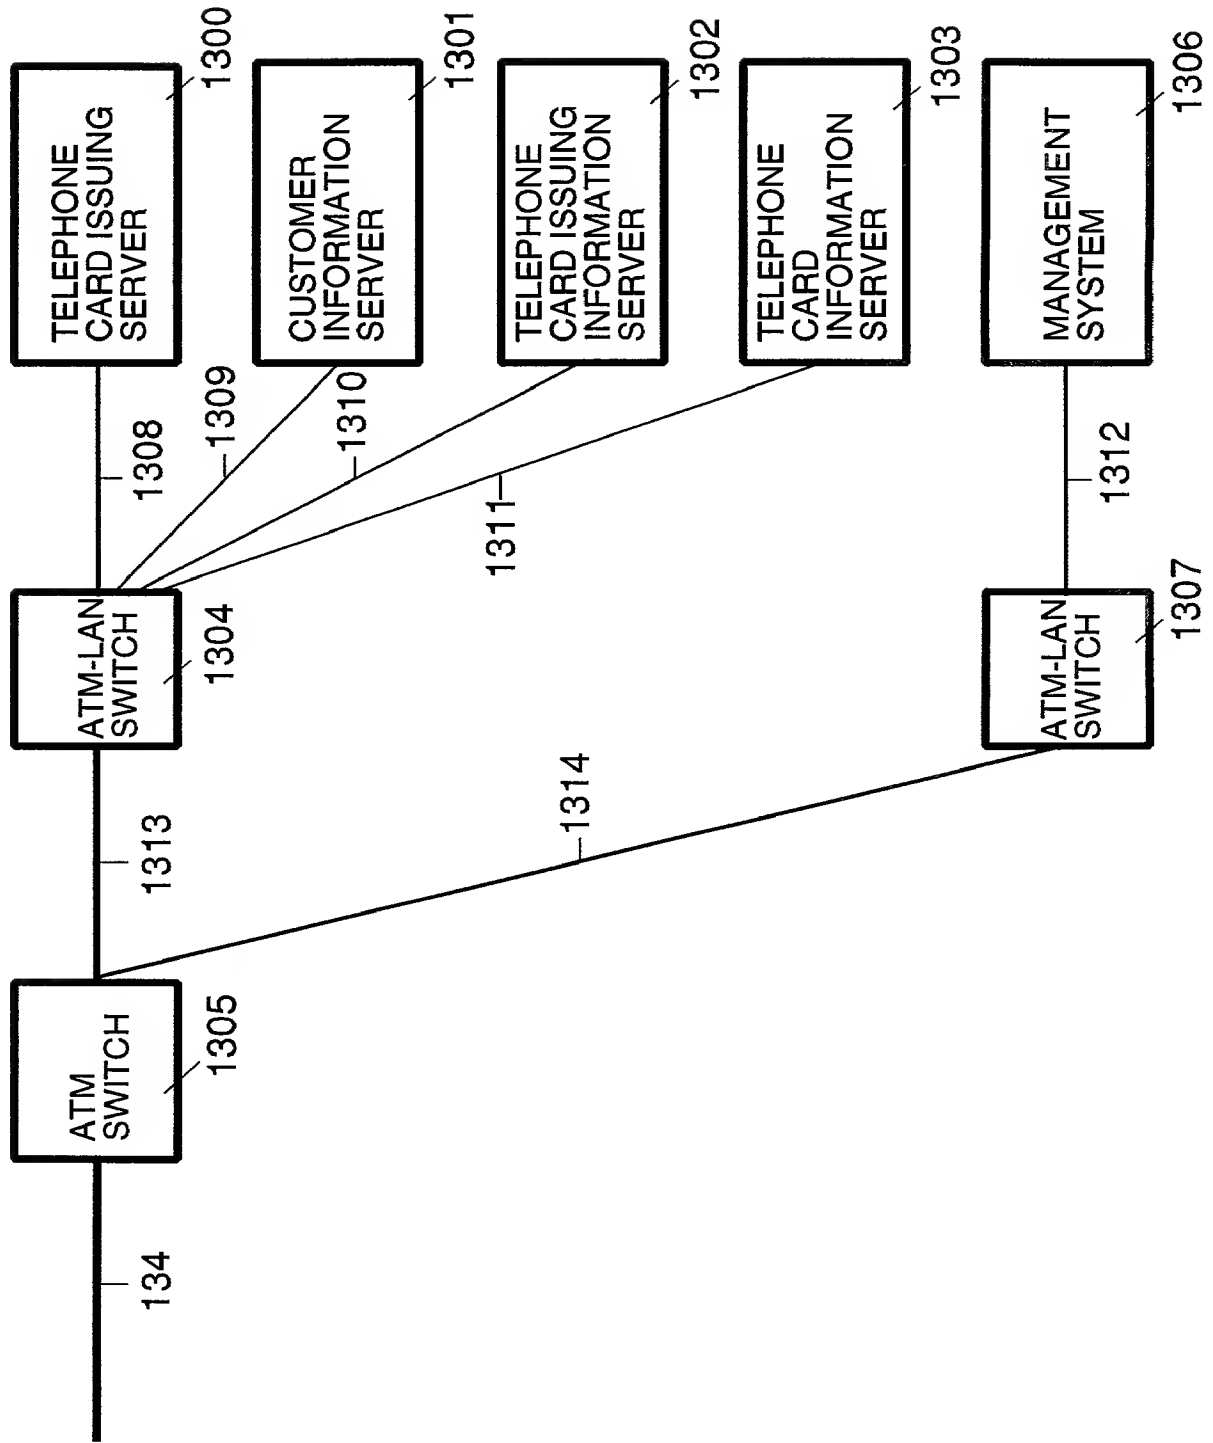 TELEPHONE
CARD ISSUING
SERVER
1300
CUSTOMER
INFORMATION
SERVER
1301
TELEPHONE
CARD ISSUING
INFORMATION
SERVER
1302
TELEPHONE
CARD
INFORMATION
SERVER
1303
MANAGEMENT
SYSTEM
1306
1308
1309
1310
1311
1312
ATM-LAN
SWITCH
1304
ATM-LAN
SWITCH
1307
1313
1314
ATM
SWITCH
1305
134